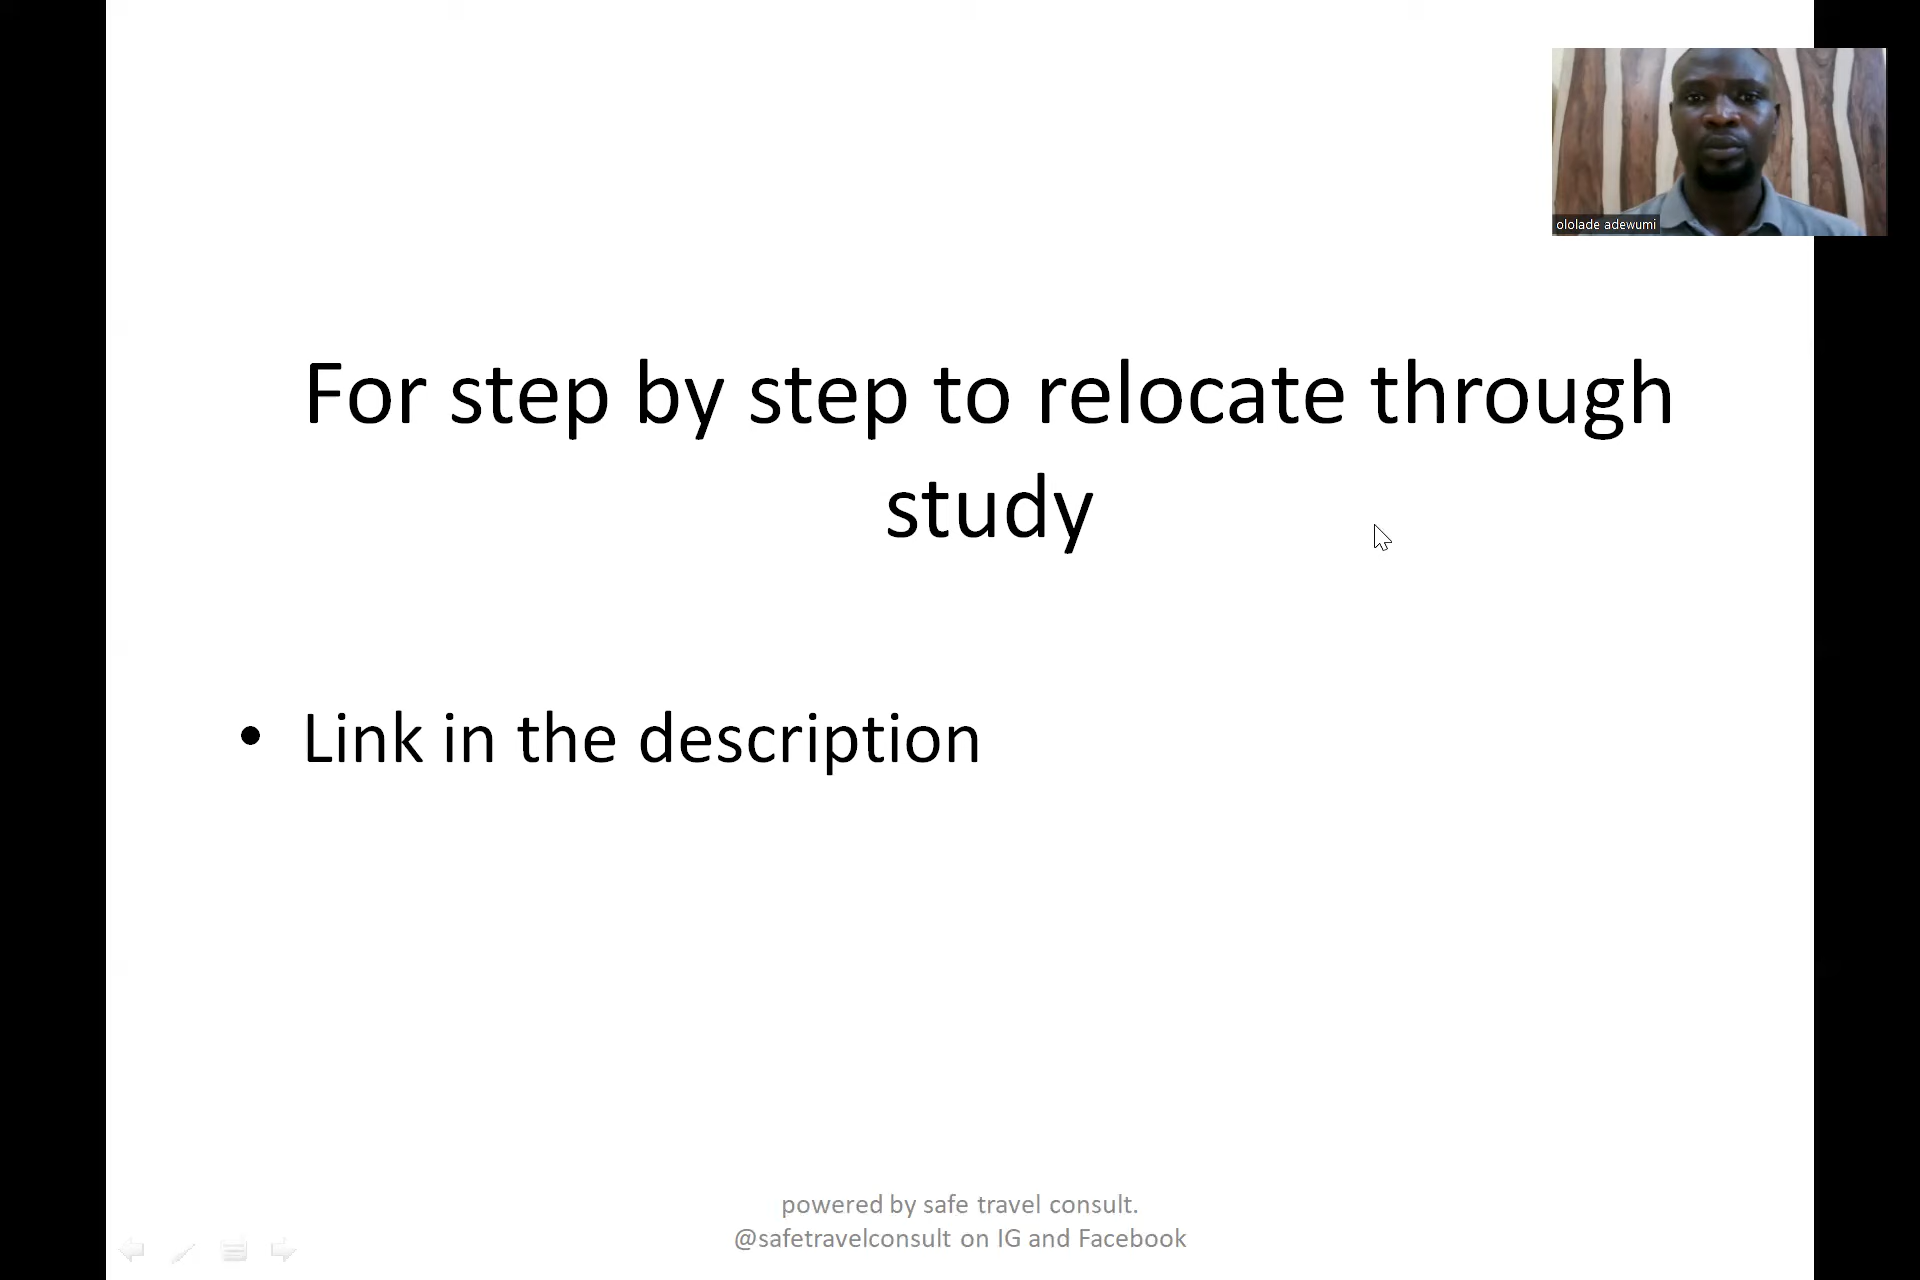 ololade adewumi
For step by step to relocate through
study
• Link in the description
powered by safe travel consult.
@safetravelconsult on IG and Facebook